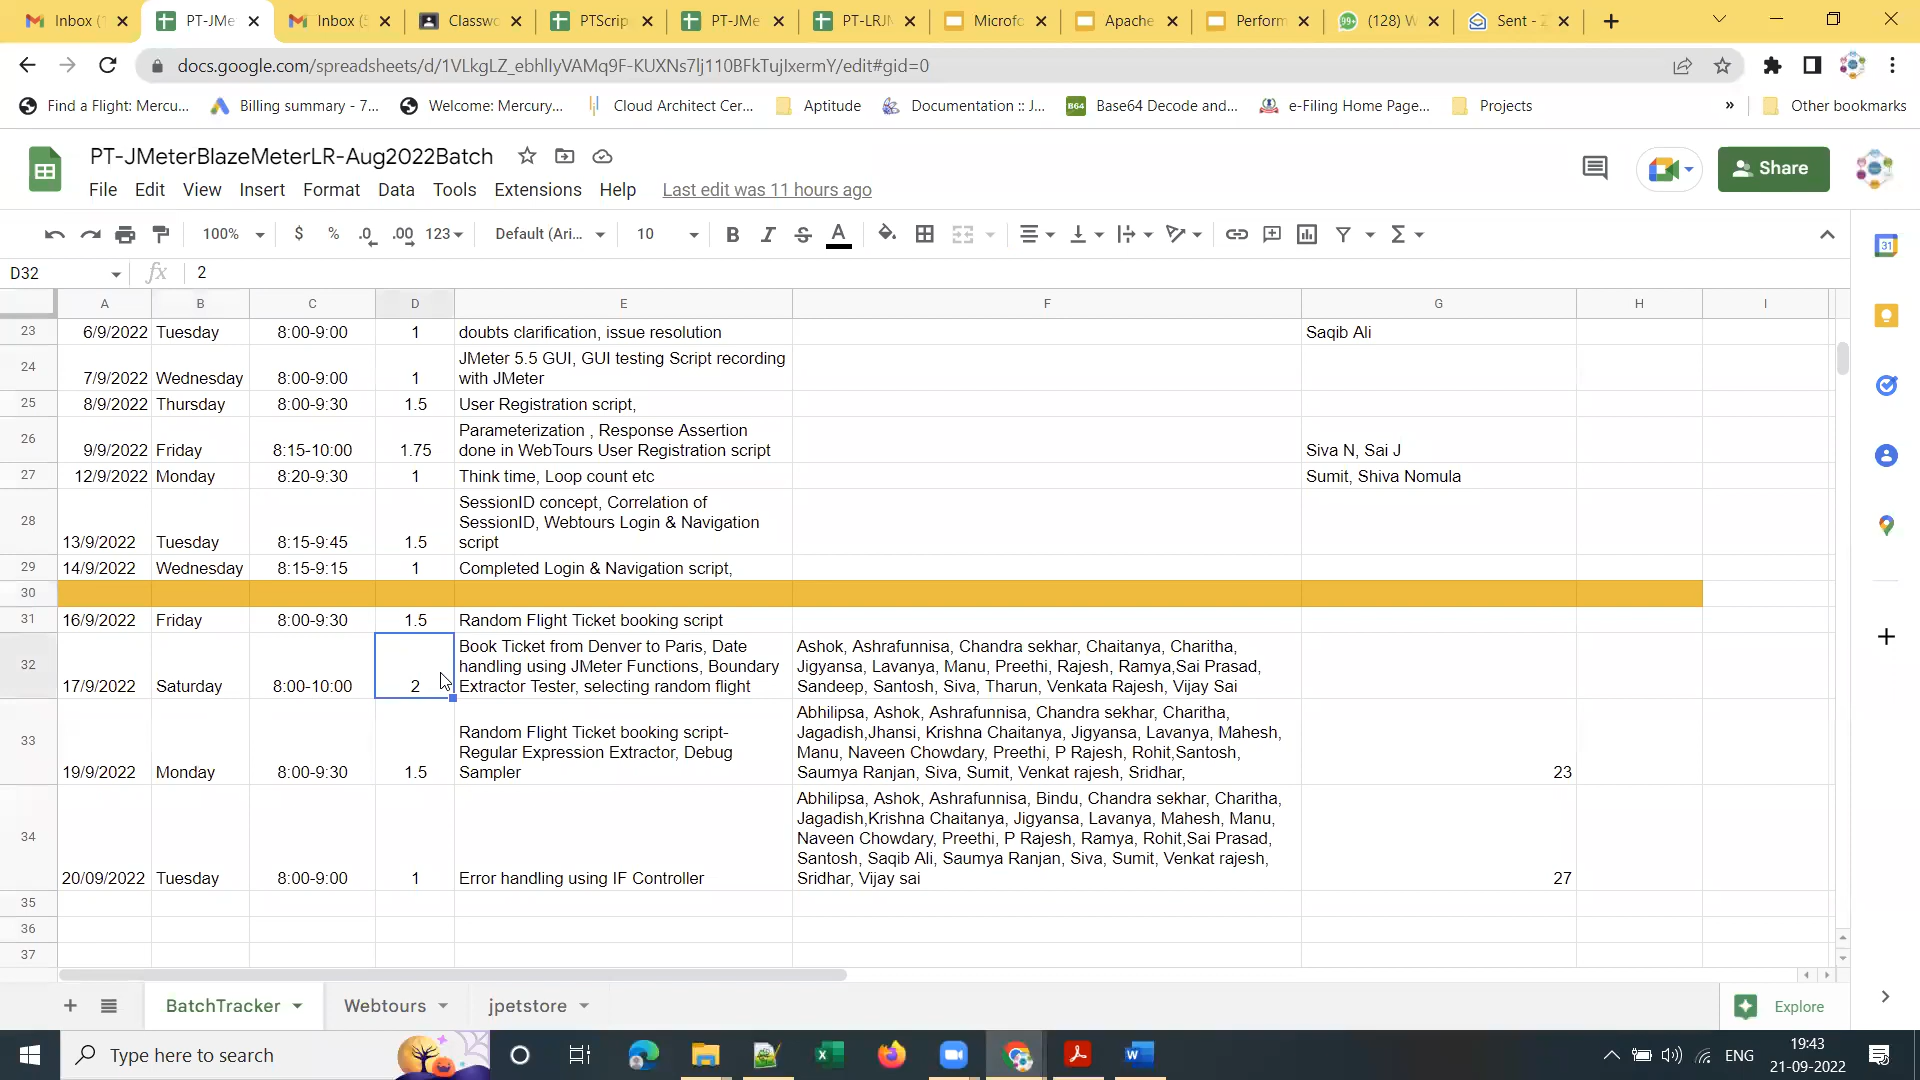 Inbox (
PT-JMe
Inbox (5
Classwo
PTScrip
PT-JMe
PT-LRJM
Microfo
Apache
Perform
99+
(128) W
Sent - Z
docs.google.com/spreadsheets/d/1VLkgLZ_ebhlIyVAMq9F-KUXNs7lj110BFkTujIxermY/edit#gid=0
Find a Flight: Mercu...
Billing summary - 7...
Welcome: Mercury...
Cloud Architect Cer...
Aptitude
Documentation :: J...
B64
Base64 Decode and...
e-Filing Home Page...
Projects
»
Other bookmarks
PT-JMeterBlazeMeterLR-Aug2022Batch
Share
File Edit View Insert Format Data Tools Extensions Help Last edit was 11 hours ago
100% $ % .0 .00 123 Default (Ari... 10 B I S A
31
D32 fx 2
A B C D E F G H I
23 6/9/2022 Tuesday 8:00-9:00 1 doubts clarification, issue resolution Saqib Ali
24 7/9/2022 Wednesday 8:00-9:00 1 JMeter 5.5 GUI, GUI testing Script recording
with JMeter
25 8/9/2022 Thursday 8:00-9:30 1.5 User Registration script,
26 9/9/2022 Friday 8:15-10:00 1.75 Parameterization , Response Assertion
done in WebTours User Registration script Siva N, Sai J
27 12/9/2022 Monday 8:20-9:30 1 Think time, Loop count etc Sumit, Shiva Nomula
28 13/9/2022 Tuesday 8:15-9:45 1.5 SessionID concept, Correlation of
SessionID, Webtours Login & Navigation
script
29 14/9/2022 Wednesday 8:15-9:15 1 Completed Login & Navigation script,
30
31 16/9/2022 Friday 8:00-9:30 1.5 Random Flight Ticket booking script
32 17/9/2022 Saturday 8:00-10:00 2 Book Ticket from Denver to Paris, Date
handling using JMeter Functions, Boundary
Extractor Tester, selecting random flight
Ashok, Ashrafunnisa, Chandra sekhar, Chaitanya, Charitha,
Jigyansa, Lavanya, Manu, Preethi, Rajesh, Ramya,Sai Prasad,
Sandeep, Santosh, Siva, Tharun, Venkata Rajesh, Vijay Sai
33 19/9/2022 Monday 8:00-9:30 1.5 Random Flight Ticket booking script-
Regular Expression Extractor, Debug
Sampler
Abhilipsa, Ashok, Ashrafunnisa, Chandra sekhar, Charitha,
Jagadish,Jhansi, Krishna Chaitanya, Jigyansa, Lavanya, Mahesh,
Manu, Naveen Chowdary, Preethi, P Rajesh, Rohit,Santosh,
Saumya Ranjan, Siva, Sumit, Venkat rajesh, Sridhar,
23
34 20/09/2022 Tuesday 8:00-9:00 1 Error handling using IF Controller
Abhilipsa, Ashok, Ashrafunnisa, Bindu, Chandra sekhar, Charitha,
Jagadish,Krishna Chaitanya, Jigyansa, Lavanya, Mahesh, Manu,
Naveen Chowdary, Preethi, P Rajesh, Ramya, Rohit,Sai Prasad,
Santosh, Saqib Ali, Saumya Ranjan, Siva, Sumit, Venkat rajesh,
Sridhar, Vijay sai
27
35
36
37
BatchTracker
Webtours
jpetstore
Explore
Type here to search
ENG
19:43
21-09-2022